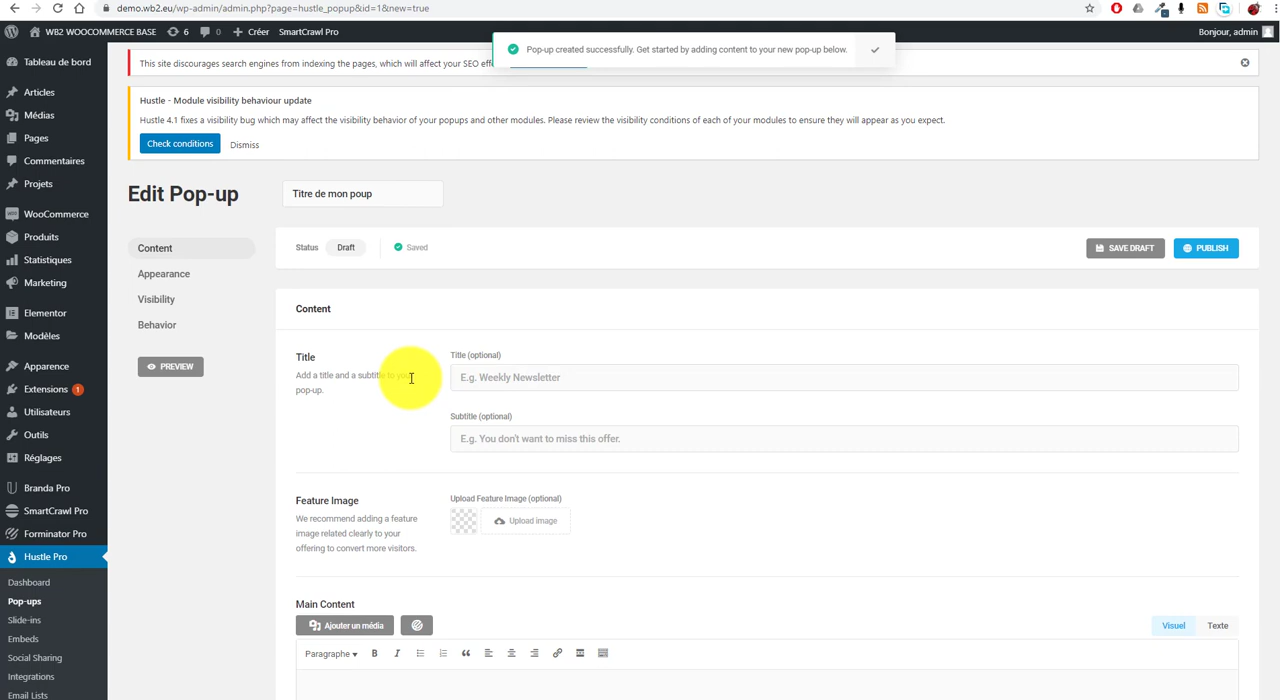 demo.wb2.eu/wp-admin/admin.php?page=hustle_popup&id=1&new=true
WB2 WOOCOMMERCE BASE
6
0
Créer
SmartCrawl Pro
Bonjour, admin
Pop-up created successfully. Get started by adding content to your new pop-up below.
This site discourages search engines from indexing the pages, which will affect your SEO
Hustle - Module visibility behaviour update
Hustle 4.1 fixes a visibility bug which may affect the visibility behavior of your popups and other modules. Please review the visibility conditions of each of your modules to ensure they will appear as you expect.
Check conditions
Dismiss
Tableau de bord
Articles
Médias
Pages
Commentaires
Projets
WooCommerce
Produits
Statistiques
Marketing
Elementor
Modèles
Apparence
Extensions 1
Utilisateurs
Outils
Réglages
Branda Pro
SmartCrawl Pro
Forminator Pro
Hustle Pro
Dashboard
Pop-ups
Slide-ins
Embeds
Social Sharing
Integrations
Email Lists
Edit Pop-up
Titre de mon poup
Content
Appearance
Visibility
Behavior
PREVIEW
Status
Draft
Saved
SAVE DRAFT
PUBLISH
Content
Title
Add a title and a subtitle to your
pop-up.
Title (optional)
E.g. Weekly Newsletter
Subtitle (optional)
E.g. You don't want to miss this offer.
Feature Image
We recommend adding a feature
image related clearly to your
offering to convert more visitors.
Upload Feature Image (optional)
Upload image
Main Content
Ajouter un média
Visuel
Texte
Paragraphe
B
I